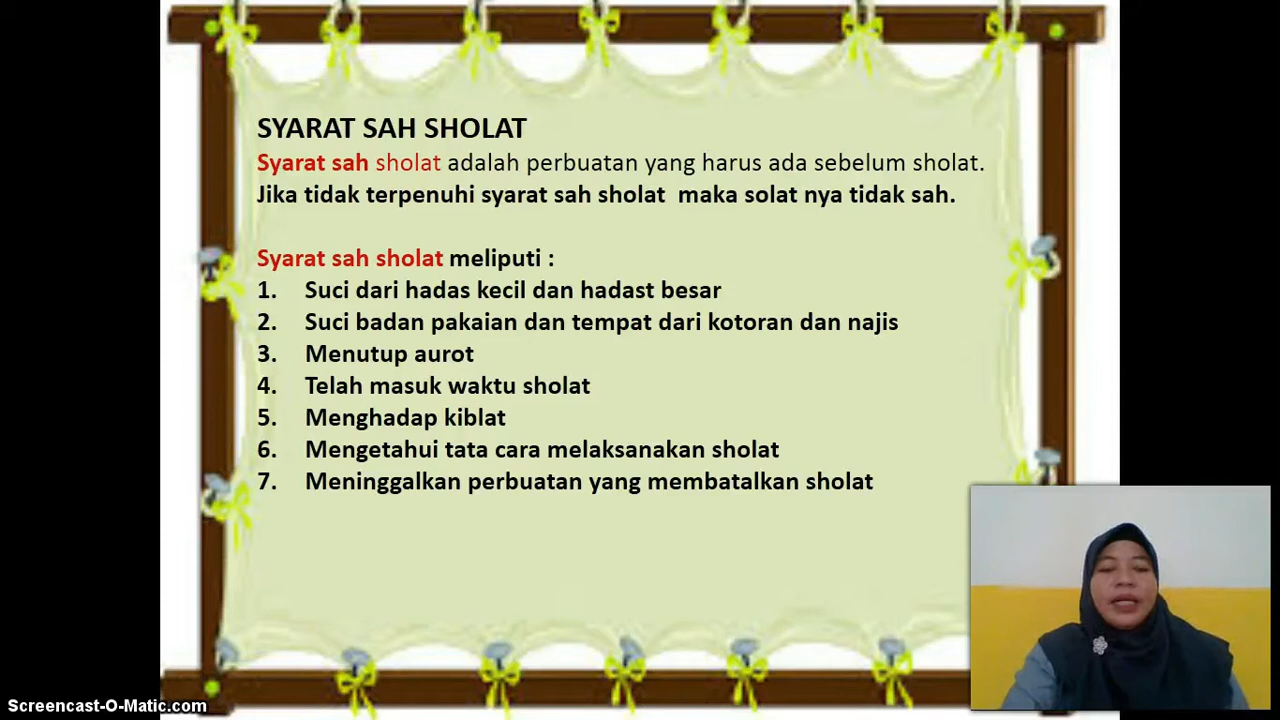 SYARAT SAH SHOLAT
Syarat sah sholat adalah perbuatan yang harus ada sebelum sholat.
Jika tidak terpenuhi syarat sah sholat maka solat nya tidak sah.
Syarat sah sholat meliputi :
1. Suci dari hadas kecil dan hadast besar
2. Suci badan pakaian dan tempat dari kotoran dan najis
3. Menutup aurot
4. Telah masuk waktu sholat
5. Menghadap kiblat
6. Mengetahui tata cara melaksanakan sholat
7. Meninggalkan perbuatan yang membatalkan sholat
Screencast-O-Matic.com